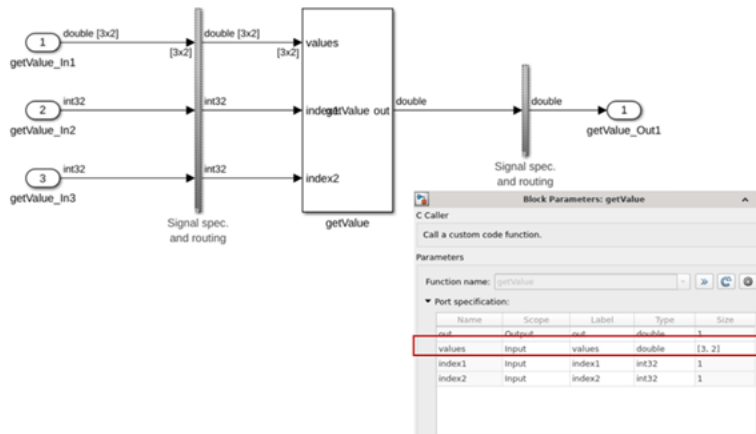 double [3x2]
double [3x2]
1
[3x2]
[3x2]
values
getValue_In1
int32
int32
double
double
2
index1
getValue
out
1
getValue_In2
getValue_Out1
int32
int32
3
index2
getValue_In3
Signal spec.
and routing
Signal spec.
and routing
getValue
Block Parameters: getValue
C Caller
Call a custom code function.
Parameters
Function name: getValue
Port specification:
Name Scope Label Type Size
out Output out double 1
values Input values double [3, 2]
index1 Input index1 int32 1
index2 Input index2 int32 1